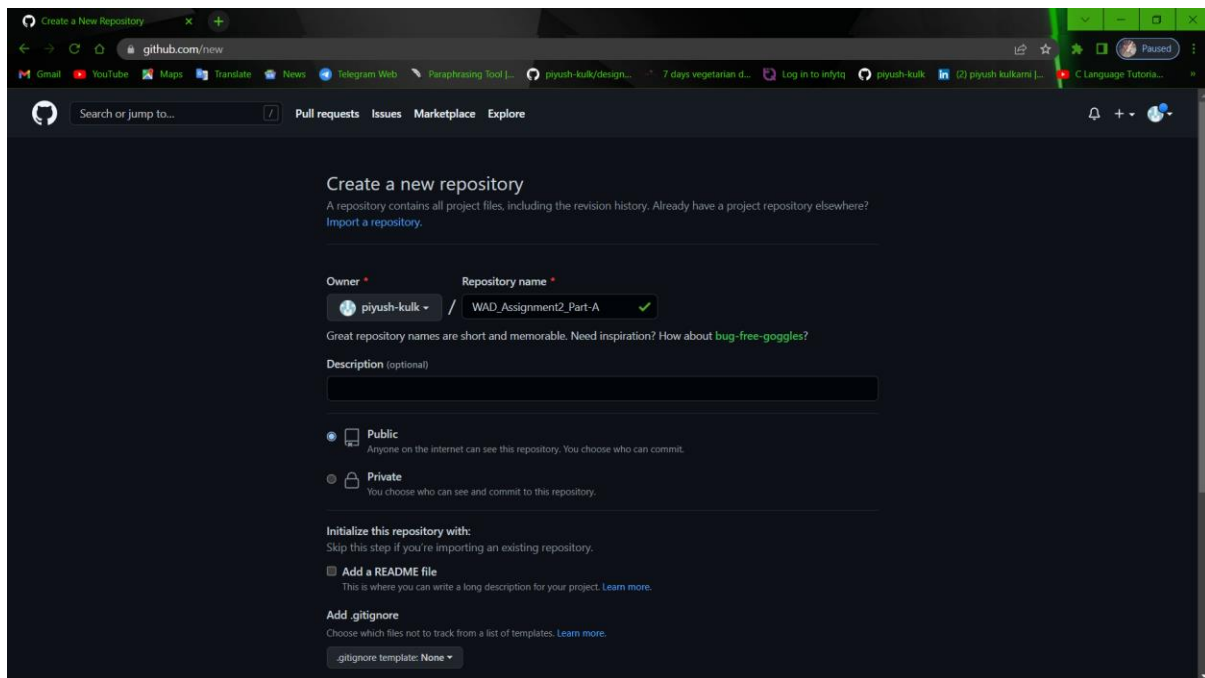 Create a New Repository
github.com/new
Paused
Gmail YouTube Maps Translate News Telegram Web Paraphrasing Tool |... piyush-kulk/design... 7 days vegetarian d... Log in to infytq piyush-kulk (2) piyush kulkarni |... C Language Tutoria... »
Search or jump to... / Pull requests Issues Marketplace Explore
Create a new repository
A repository contains all project files, including the revision history. Already have a project repository elsewhere?
Import a repository.
Owner * Repository name *
piyush-kulk / WAD_Assignment2_Part-A
Great repository names are short and memorable. Need inspiration? How about bug-free-goggles?
Description (optional)
Public
Anyone on the internet can see this repository. You choose who can commit.
Private
You choose who can see and commit to this repository.
Initialize this repository with:
Skip this step if you're importing an existing repository.
Add a README file
This is where you can write a long description for your project. Learn more.
Add .gitignore
Choose which files not to track from a list of templates. Learn more.
.gitignore template: None